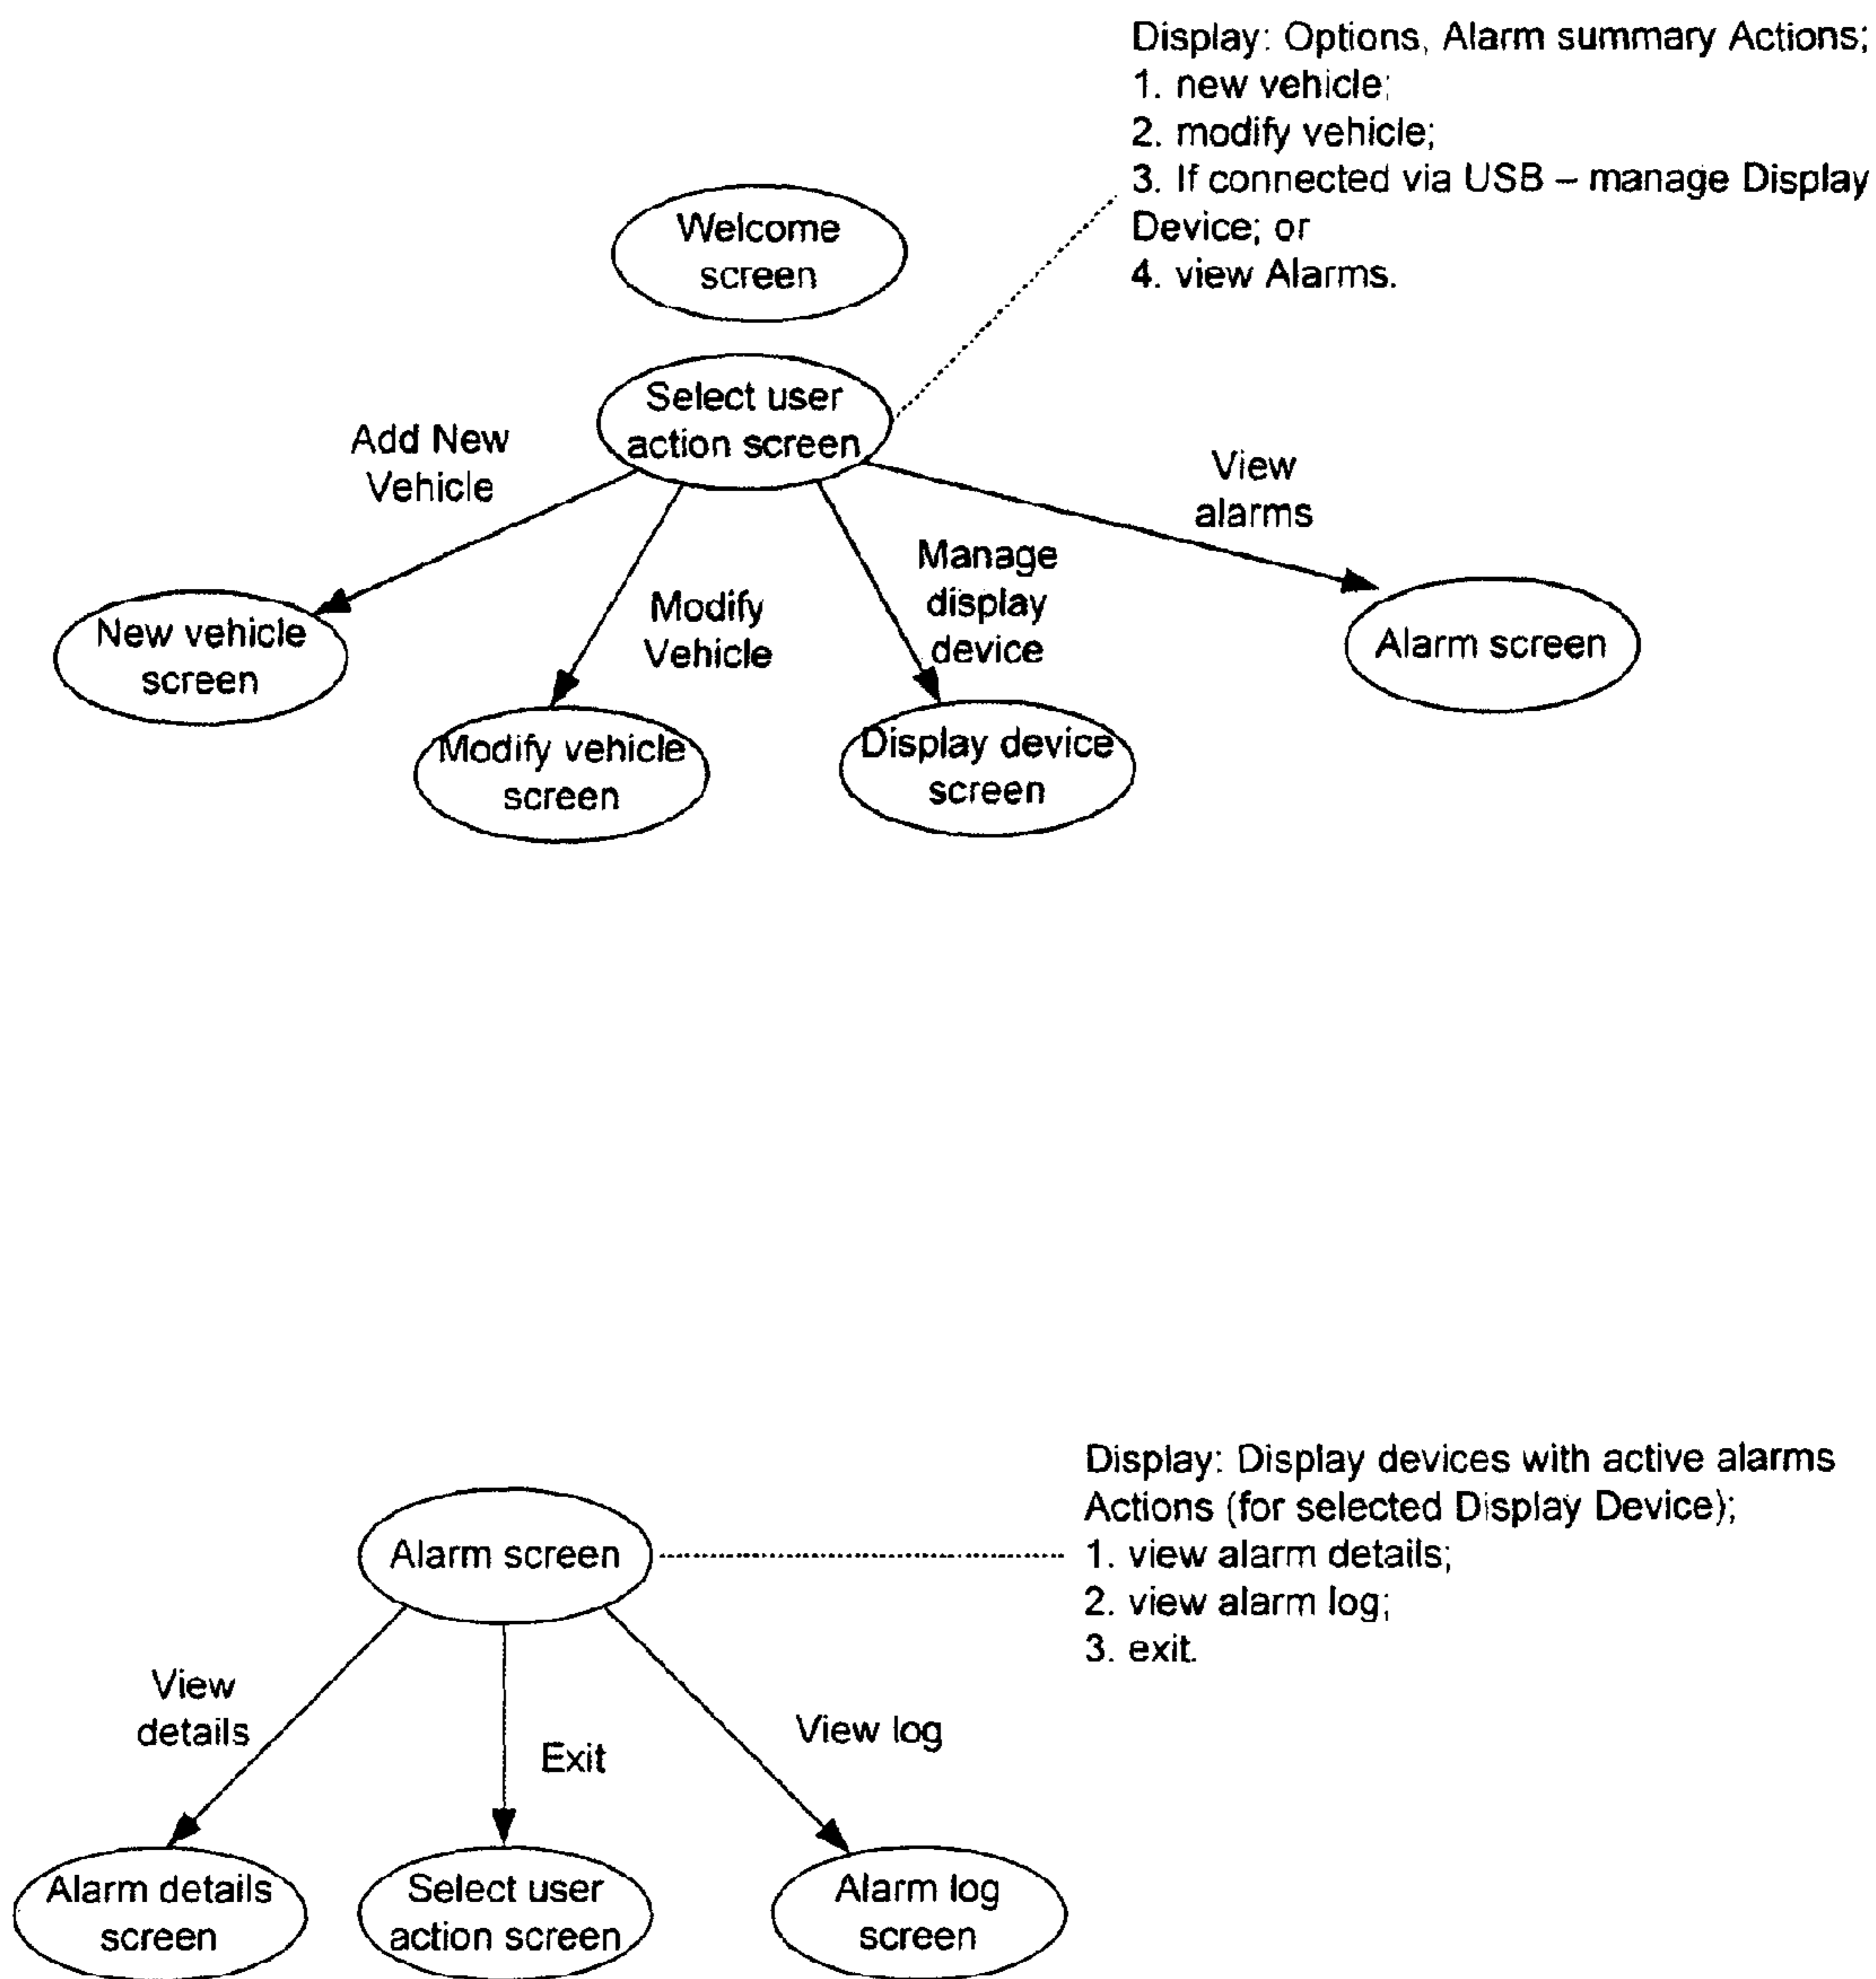 Display: Options, Alarm summary Actions;
1. new vehicle;
2. modify vehicle;
3. If connected via USB – manage Display
Device; or
4. view Alarms.
Welcome
screen
Select user
action screen
Add New
Vehicle
View
alarms
Manage
display
device
Modify
Vehicle
New vehicle
screen
Alarm screen
Modify vehicle
screen
Display device
screen
Display: Display devices with active alarms
Actions (for selected Display Device);
1. view alarm details;
2. view alarm log;
3. exit.
Alarm screen
View
details
Exit
View log
Alarm details
screen
Select user
action screen
Alarm log
screen